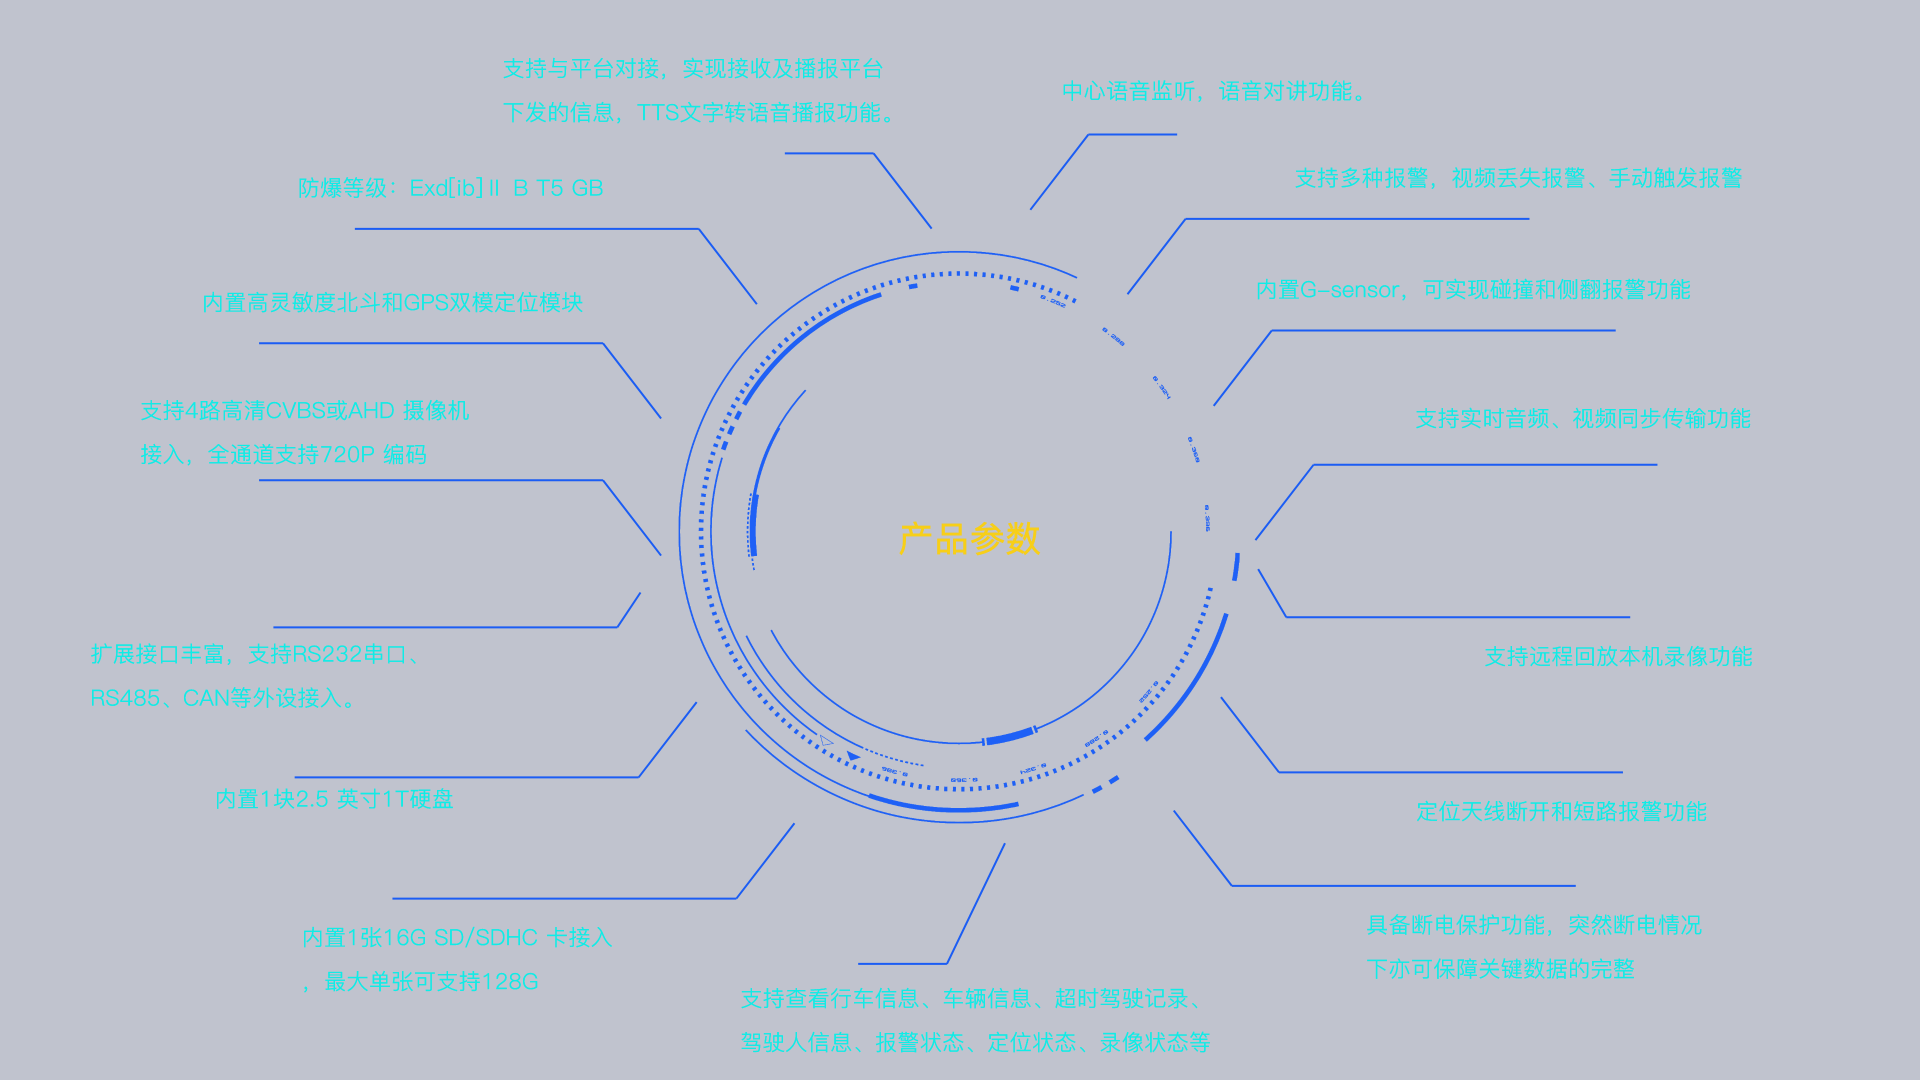 支持与平台对接，实现接收及播报平台
下发的信息，TTS文字转语音播报功能。
中心语音监听，语音对讲功能。
防爆等级：Exd[ib]Ⅱ B T5 GB
支持多种报警，视频丢失报警、手动触发报警
内置高灵敏度北斗和GPS双模定位模块
内置G-sensor，可实现碰撞和侧翻报警功能
支持4路高清CVBS或AHD 摄像机
接入，全通道支持720P 编码
支持实时音频、视频同步传输功能
产品参数
扩展接口丰富，支持RS232串口、
RS485、CAN等外设接入。
支持远程回放本机录像功能
内置1块2.5 英寸1T硬盘
定位天线断开和短路报警功能
内置1张16G SD/SDHC 卡接入
，最大单张可支持128G
具备断电保护功能，突然断电情况
下亦可保障关键数据的完整
支持查看行车信息、车辆信息、超时驾驶记录、
驾驶人信息、报警状态、定位状态、录像状态等